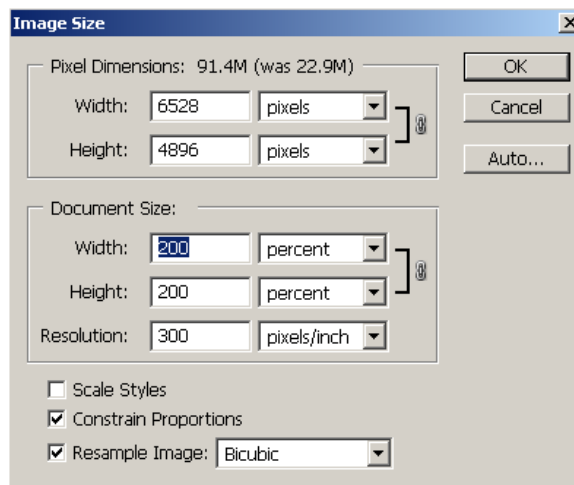 Image Size
Pixel Dimensions: 91.4M (was 22.9M)
OK
Width: 6528 pixels
Cancel
Height: 4896 pixels
Auto...
Document Size:
Width: 200 percent
Height: 200 percent
Resolution: 300 pixels/inch
Scale Styles
Constrain Proportions
Resample Image: Bicubic